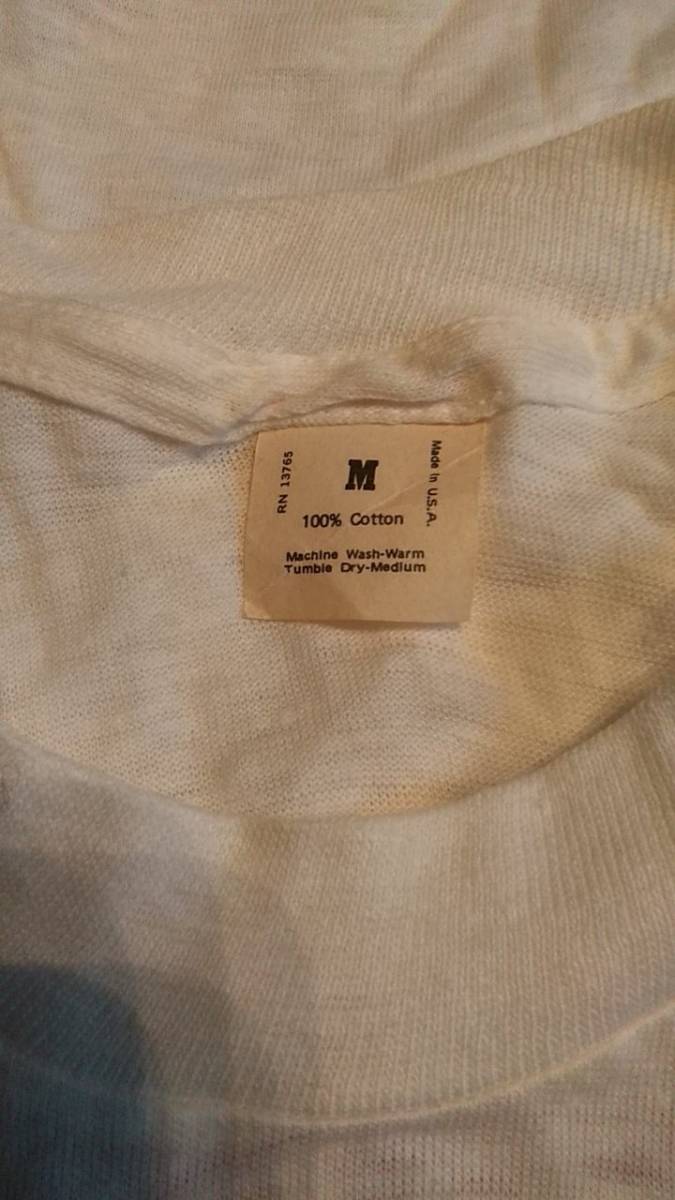 RN 13765
M
Made In U.S.A.
100% Cotton
Machine Wash-Warm
Tumble Dry-Medium